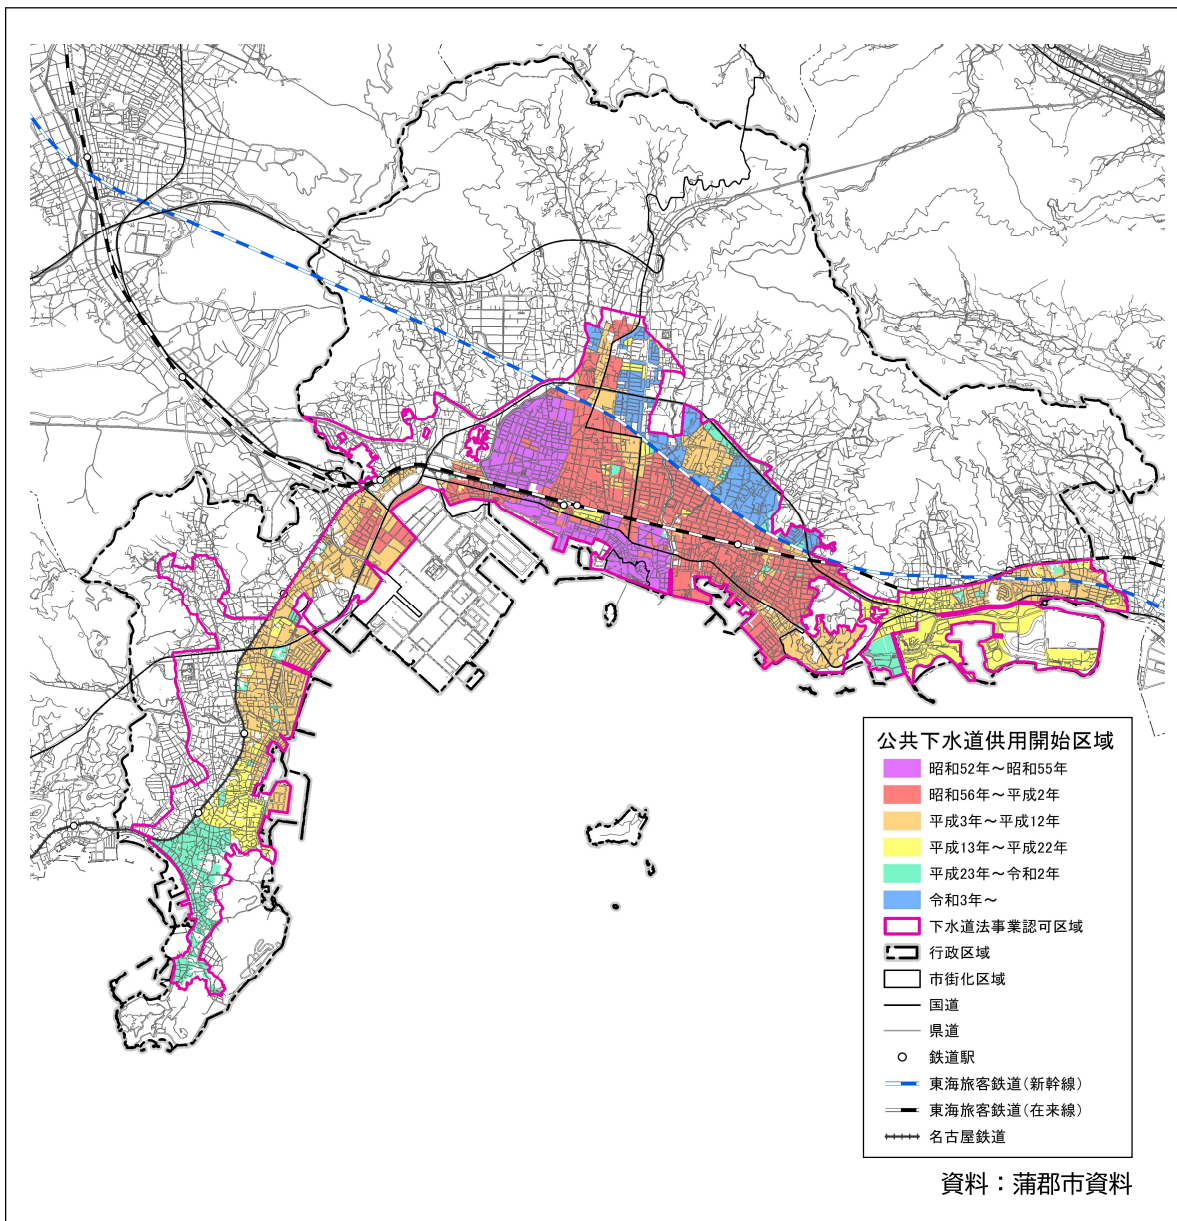 公共下水道供用開始区域
昭和52年～昭和55年
昭和56年～平成2年
平成3年～平成12年
平成13年～平成22年
平成23年～令和2年
令和3年～
下水道法事業認可区域
行政区域
市街化区域
国道
県道
鉄道駅
東海旅客鉄道(新幹線)
東海旅客鉄道(在来線)
名古屋鉄道
資料：蒲郡市資料